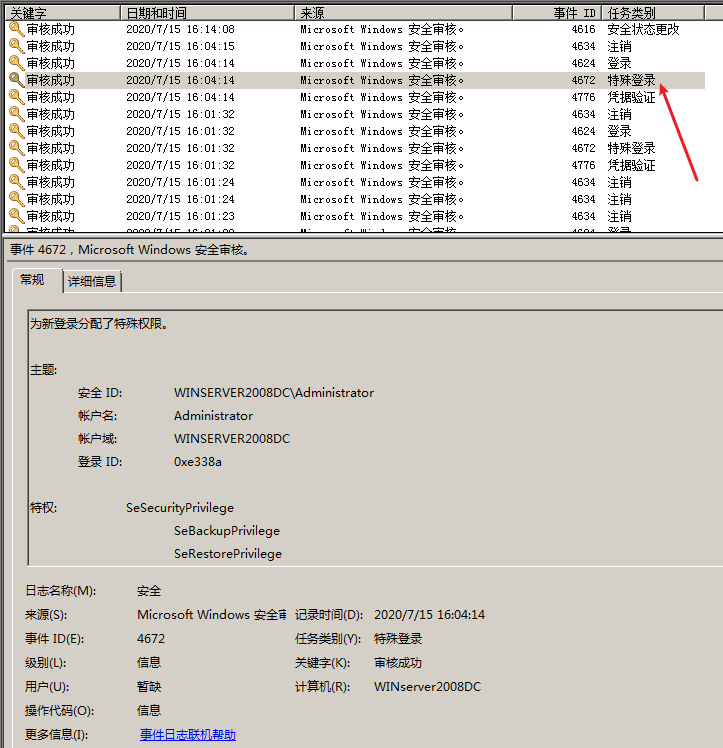 关键字 日期和时间 来源 事件 ID 任务类别
审核成功 2020/7/15 16:14:08 Microsoft Windows 安全审核。 4616 安全状态更改
审核成功 2020/7/15 16:04:15 Microsoft Windows 安全审核。 4634 注销
审核成功 2020/7/15 16:04:14 Microsoft Windows 安全审核。 4624 登录
审核成功 2020/7/15 16:04:14 Microsoft Windows 安全审核。 4672 特殊登录
审核成功 2020/7/15 16:04:14 Microsoft Windows 安全审核。 4776 凭据验证
审核成功 2020/7/15 16:01:32 Microsoft Windows 安全审核。 4634 注销
审核成功 2020/7/15 16:01:32 Microsoft Windows 安全审核。 4624 登录
审核成功 2020/7/15 16:01:32 Microsoft Windows 安全审核。 4672 特殊登录
审核成功 2020/7/15 16:01:32 Microsoft Windows 安全审核。 4776 凭据验证
审核成功 2020/7/15 16:01:24 Microsoft Windows 安全审核。 4634 注销
审核成功 2020/7/15 16:01:24 Microsoft Windows 安全审核。 4634 注销
审核成功 2020/7/15 16:01:23 Microsoft Windows 安全审核。 4634 注销
事件 4672，Microsoft Windows 安全审核。
常规 详细信息
为新登录分配了特殊权限。
主题:
安全 ID: WINSERVER2008DC\Administrator
帐户名: Administrator
帐户域: WINSERVER2008DC
登录 ID: 0xe338a
特权: SeSecurityPrivilege
SeBackupPrivilege
SeRestorePrivilege
日志名称(M): 安全
来源(S): Microsoft Windows 安全审 记录时间(D): 2020/7/15 16:04:14
事件 ID(E): 4672 任务类别(Y): 特殊登录
级别(L): 信息 关键字(K): 审核成功
用户(U): 暂缺 计算机(R): WINserver2008DC
操作代码(O): 信息
更多信息(I): 事件日志联机帮助